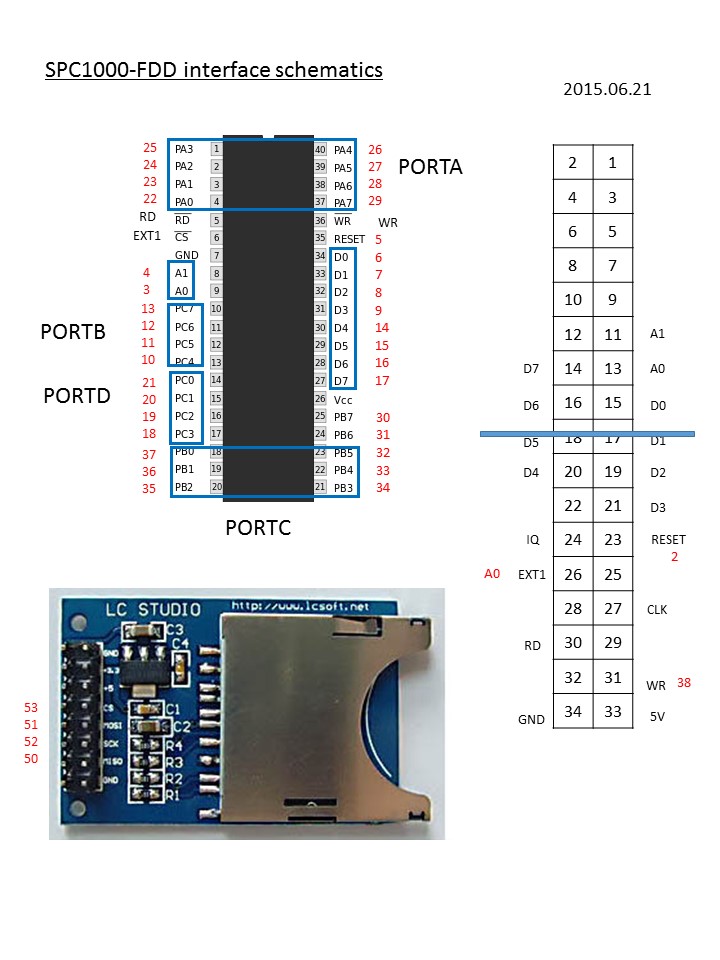 SPC1000-FDD interface schematics
2015.06.21
25 PA3 1 40 PA4 26
24 PA2 2 39 PA5 27
23 PA1 3 38 PA6 28
22 PA0 4 37 PA7 29
PORTA
RD RD 5 36 WR WR
EXT1 CS 6 35 RESET 5
GND 7 34 D0 6
4 A1 8 33 D1 7
3 A0 9 32 D2 8
13 PC7 10 31 D3 9
12 PC6 11 30 D4 14
11 PC5 12 29 D5 15
10 PC4 13 28 D6 16
PORTB
21 PC0 14 27 D7 17
20 PC1 15 26 Vcc
19 PC2 16 25 PB7 30
18 PC3 17 24 PB6 31
PORTD
37 PB0 18 23 PB5 32
36 PB1 19 22 PB4 33
35 PB2 20 21 PB3 34
PORTC
2 1
4 3
6 5
8 7
10 9
12 11 A1
D7 14 13 A0
D6 16 15 D0
D5 18 17 D1
D4 20 19 D2
22 21 D3
IQ 24 23 RESET
2
A0 EXT1 26 25
28 27 CLK
RD 30 29
32 31 WR 38
GND 34 33 5V
LC STUDIO http://www.lcsoft.net
C3
C4
GND
+3.3
+5
53 CS C1
51 MOSI C2
52 SCK R4
50 MISO R3
GND R2
R1